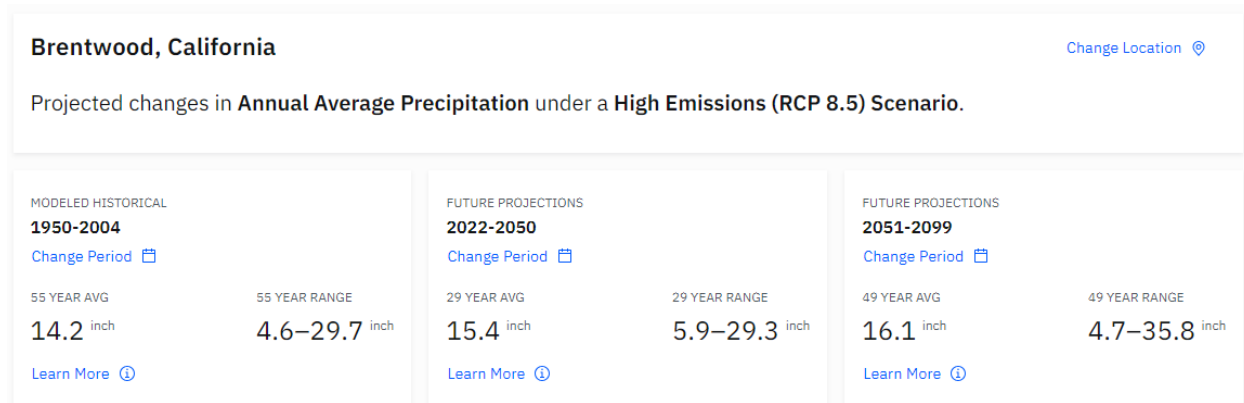 Brentwood, California
Change Location
Projected changes in Annual Average Precipitation under a High Emissions (RCP 8.5) Scenario.
MODELED HISTORICAL
1950-2004
Change Period
55 YEAR AVG
55 YEAR RANGE
14.2 inch
4.6–29.7 inch
Learn More
FUTURE PROJECTIONS
2022-2050
Change Period
29 YEAR AVG
29 YEAR RANGE
15.4 inch
5.9–29.3 inch
Learn More
FUTURE PROJECTIONS
2051-2099
Change Period
49 YEAR AVG
49 YEAR RANGE
16.1 inch
4.7–35.8 inch
Learn More